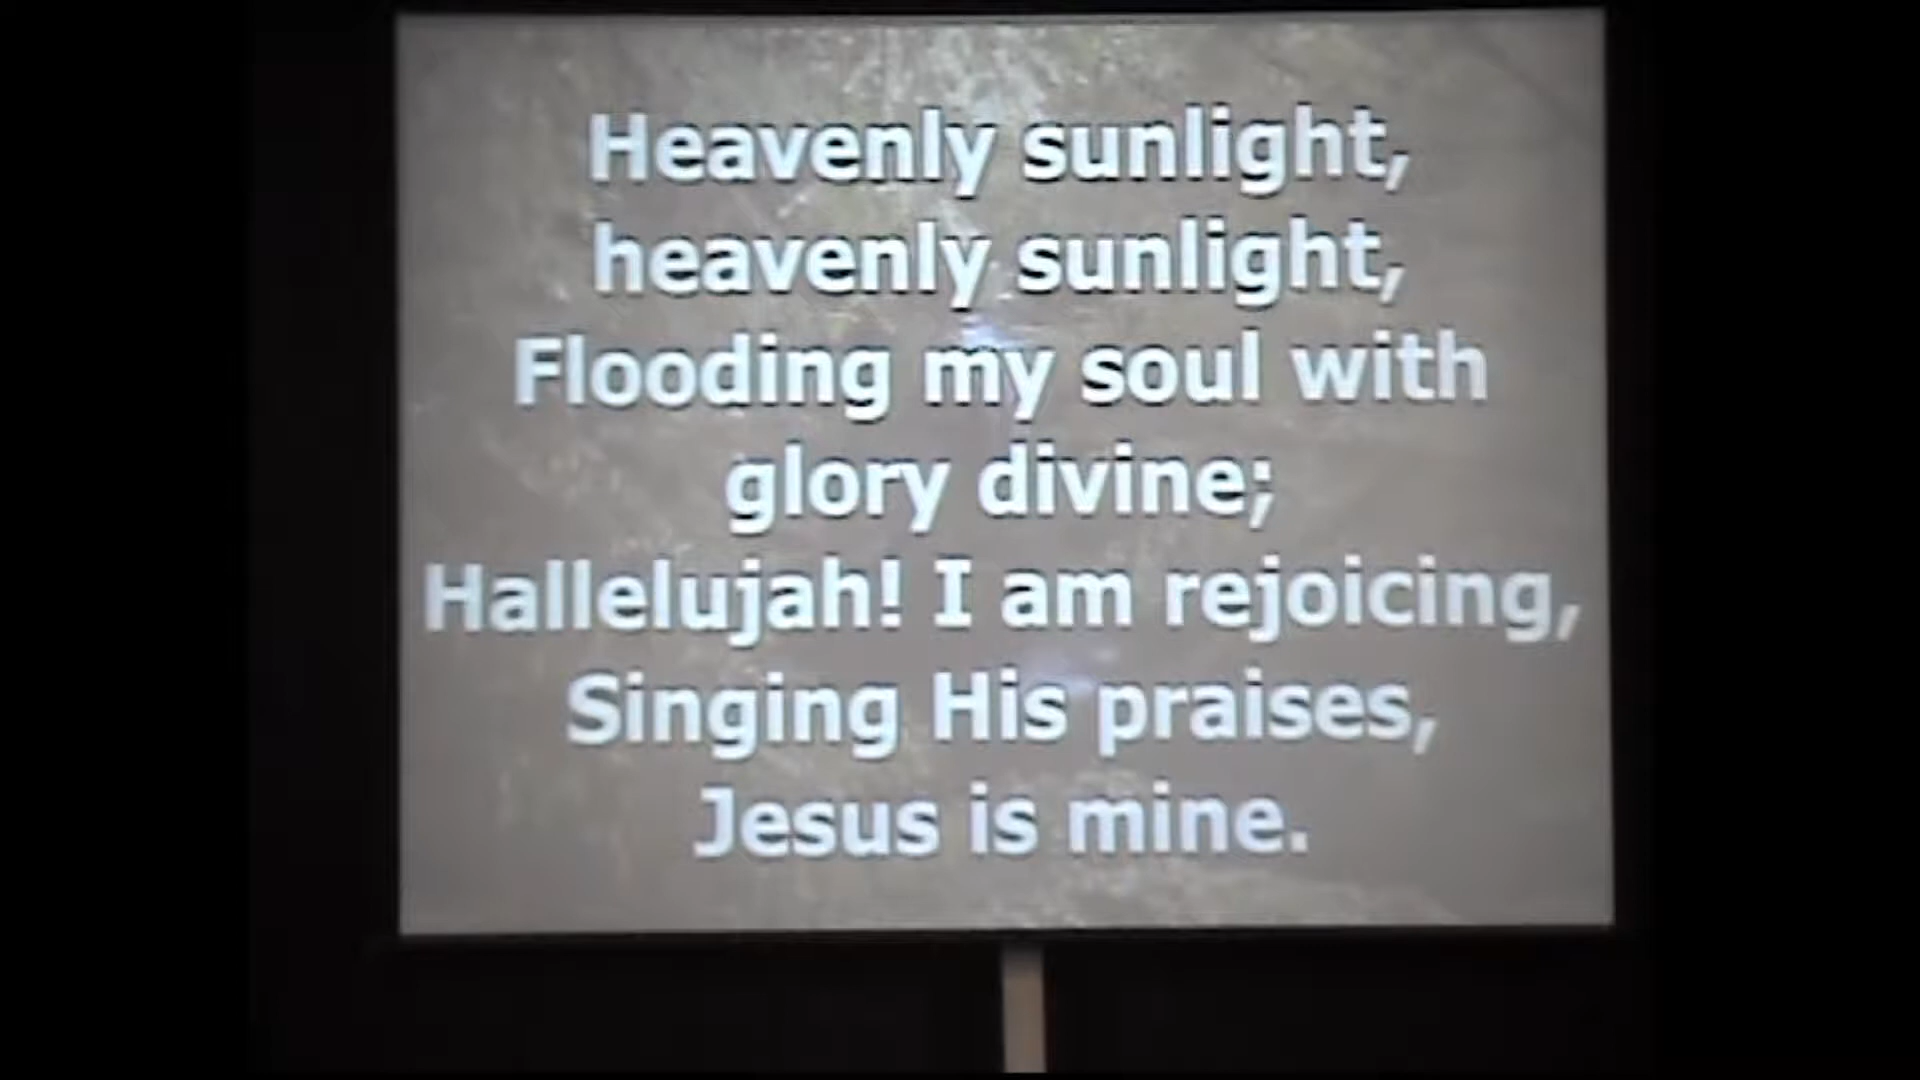 Heavenly sunlight,
heavenly sunlight,
Flooding my soul with
glory divine;
Hallelujah! I am rejoicing,
Singing His praises,
Jesus is mine.